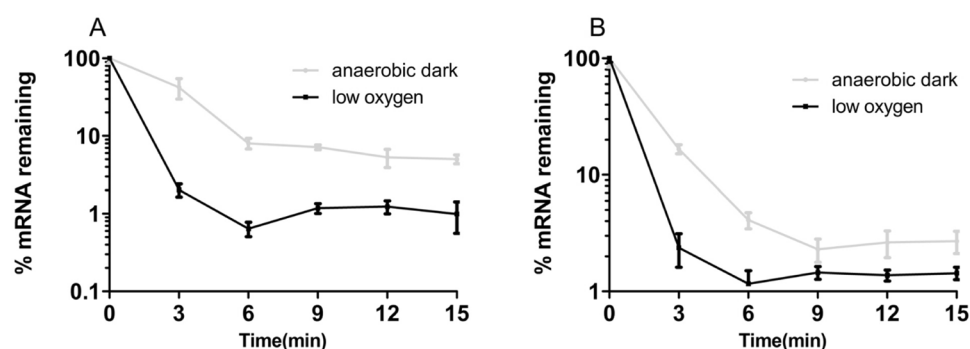 A
% mRNA remaining
100
10
1
0.1
anaerobic dark
low oxygen
0 3 6 9 12 15
Time(min)
B
% mRNA remaining
100
10
1
anaerobic dark
low oxygen
0 3 6 9 12 15
Time(min)